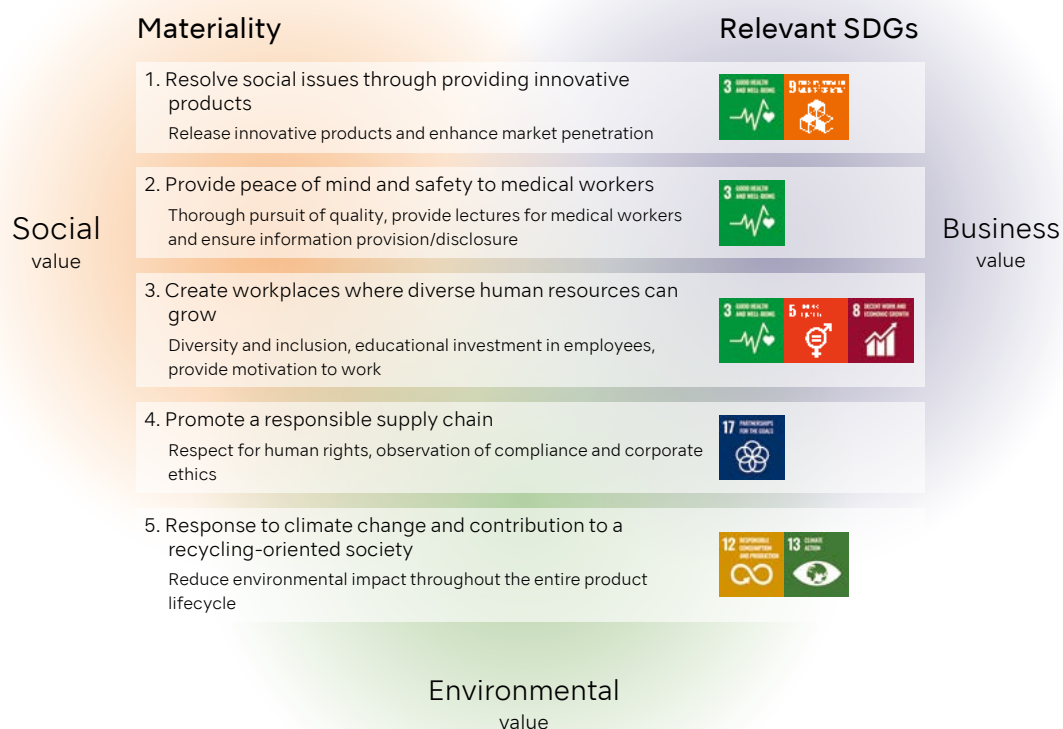 Materiality
Relevant SDGs
1. Resolve social issues through providing innovative
products
Release innovative products and enhance market penetration
3 GOOD HEALTH
AND WELL-BEING
9
2. Provide peace of mind and safety to medical workers
Thorough pursuit of quality, provide lectures for medical workers
and ensure information provision/disclosure
3 GOOD HEALTH
AND WELL-BEING
Social
value
Business
value
3. Create workplaces where diverse human resources can
grow
Diversity and inclusion, educational investment in employees,
provide motivation to work
3 GOOD HEALTH
AND WELL-BEING
5
8 DECENT WORK AND
ECONOMIC GROWTH
4. Promote a responsible supply chain
Respect for human rights, observation of compliance and corporate
ethics
17 PARTNERSHIPS
FOR THE GOALS
5. Response to climate change and contribution to a
recycling-oriented society
Reduce environmental impact throughout the entire product
lifecycle
12 RESPONSIBLE
CONSUMPTION
AND PRODUCTION
13 CLIMATE
ACTION
Environmental
value